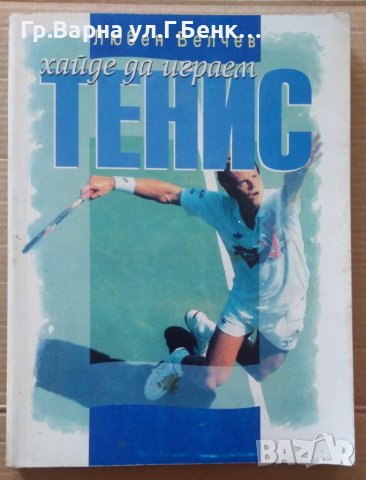 Гр.Варна ул.Г Бенк...
Любен Белчев
хайде да играем
ТЕНИС
BAZAR